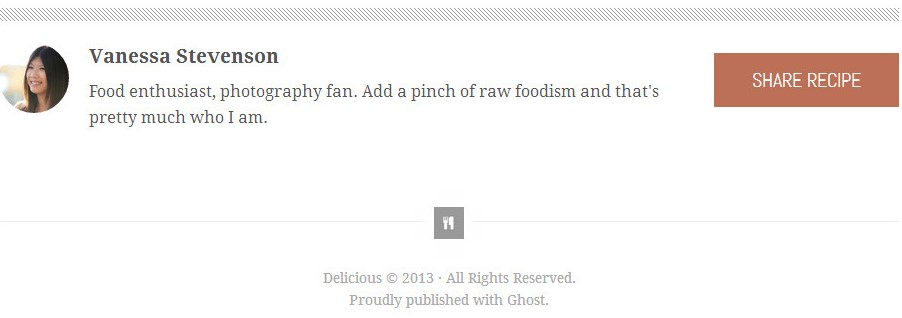 Vanessa Stevenson
Food enthusiast, photography fan. Add a pinch of raw foodism and that's
pretty much who I am.
SHARE RECIPE
Delicious © 2013 · All Rights Reserved.
Proudly published with Ghost.